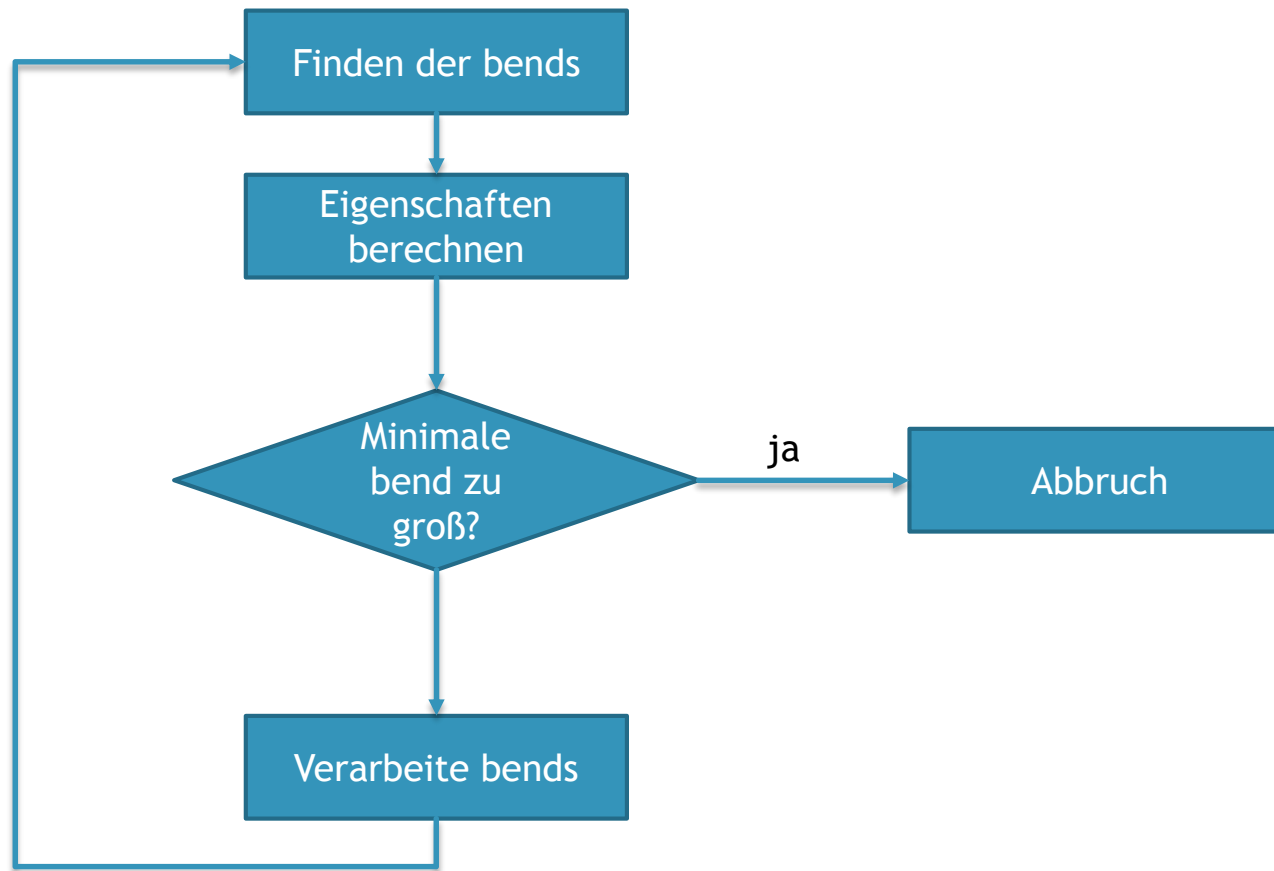 Finden der bends
Eigenschaften
berechnen
Minimale
bend zu
groß?
ja
Abbruch
Verarbeite bends